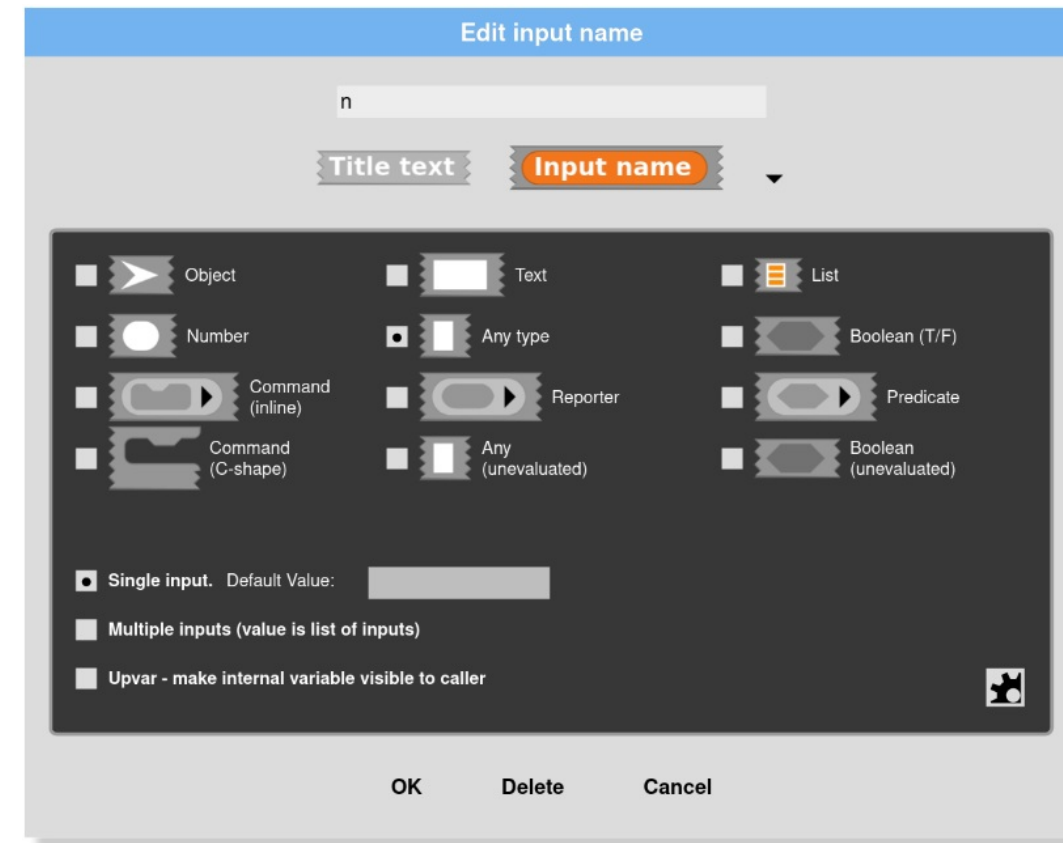 Edit input name
n
Title text Input name
Object Text List
Number Any type Boolean (T/F)
Command
(inline)
Reporter Predicate
Command
(C-shape)
Any
(unevaluated)
Boolean
(unevaluated)
Single input. Default Value:
Multiple inputs (value is list of inputs)
Upvar - make internal variable visible to caller
OK Delete Cancel